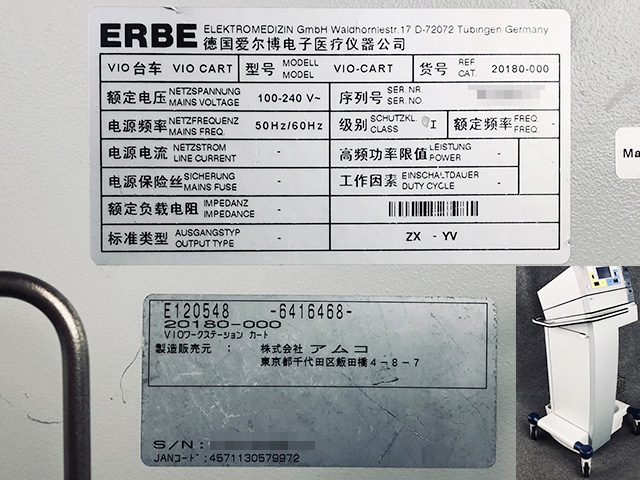 ERBE ELEKTROMEDIZIN GmbH Waldhörnlestr.17 D-72072 Tübingen Germany
德国爱尔博电子医疗仪器公司
VIO台车 VIO CART 型号 MODELL MODEL VIO-CART 货号 REF CAT. 20180-000
额定电压 NETZSPANNUNG MAINS VOLTAGE 100-240 V~ 序列号 SER NR. SER NO.
电源频率 NETZFREQUENZ MAINS FREQ. 50Hz/60Hz 级别 SCHUTZKL. CLASS I 额定频率 FREQ. FREQ. -
电源电流 NETZSTROM LINE CURRENT - 高频功率限值 LEISTUNG POWER -
电源保险丝 SICHERUNG MAINS FUSE - 工作因素 EINSCHALTDAUER DUTY CYCLE -
额定负载电阻 IMPEDANZ IMPEDANCE -
标准类型 AUSGANGSTYP OUTPUT TYPE - ZX - YV
Ma
E120548 -6416468-
20180-000
VIOワークステーション カート
製造販売元 : 株式会社 アムコ
東京都千代田区飯田橋4-8-7
S/N:
JANコード: 4571130579972